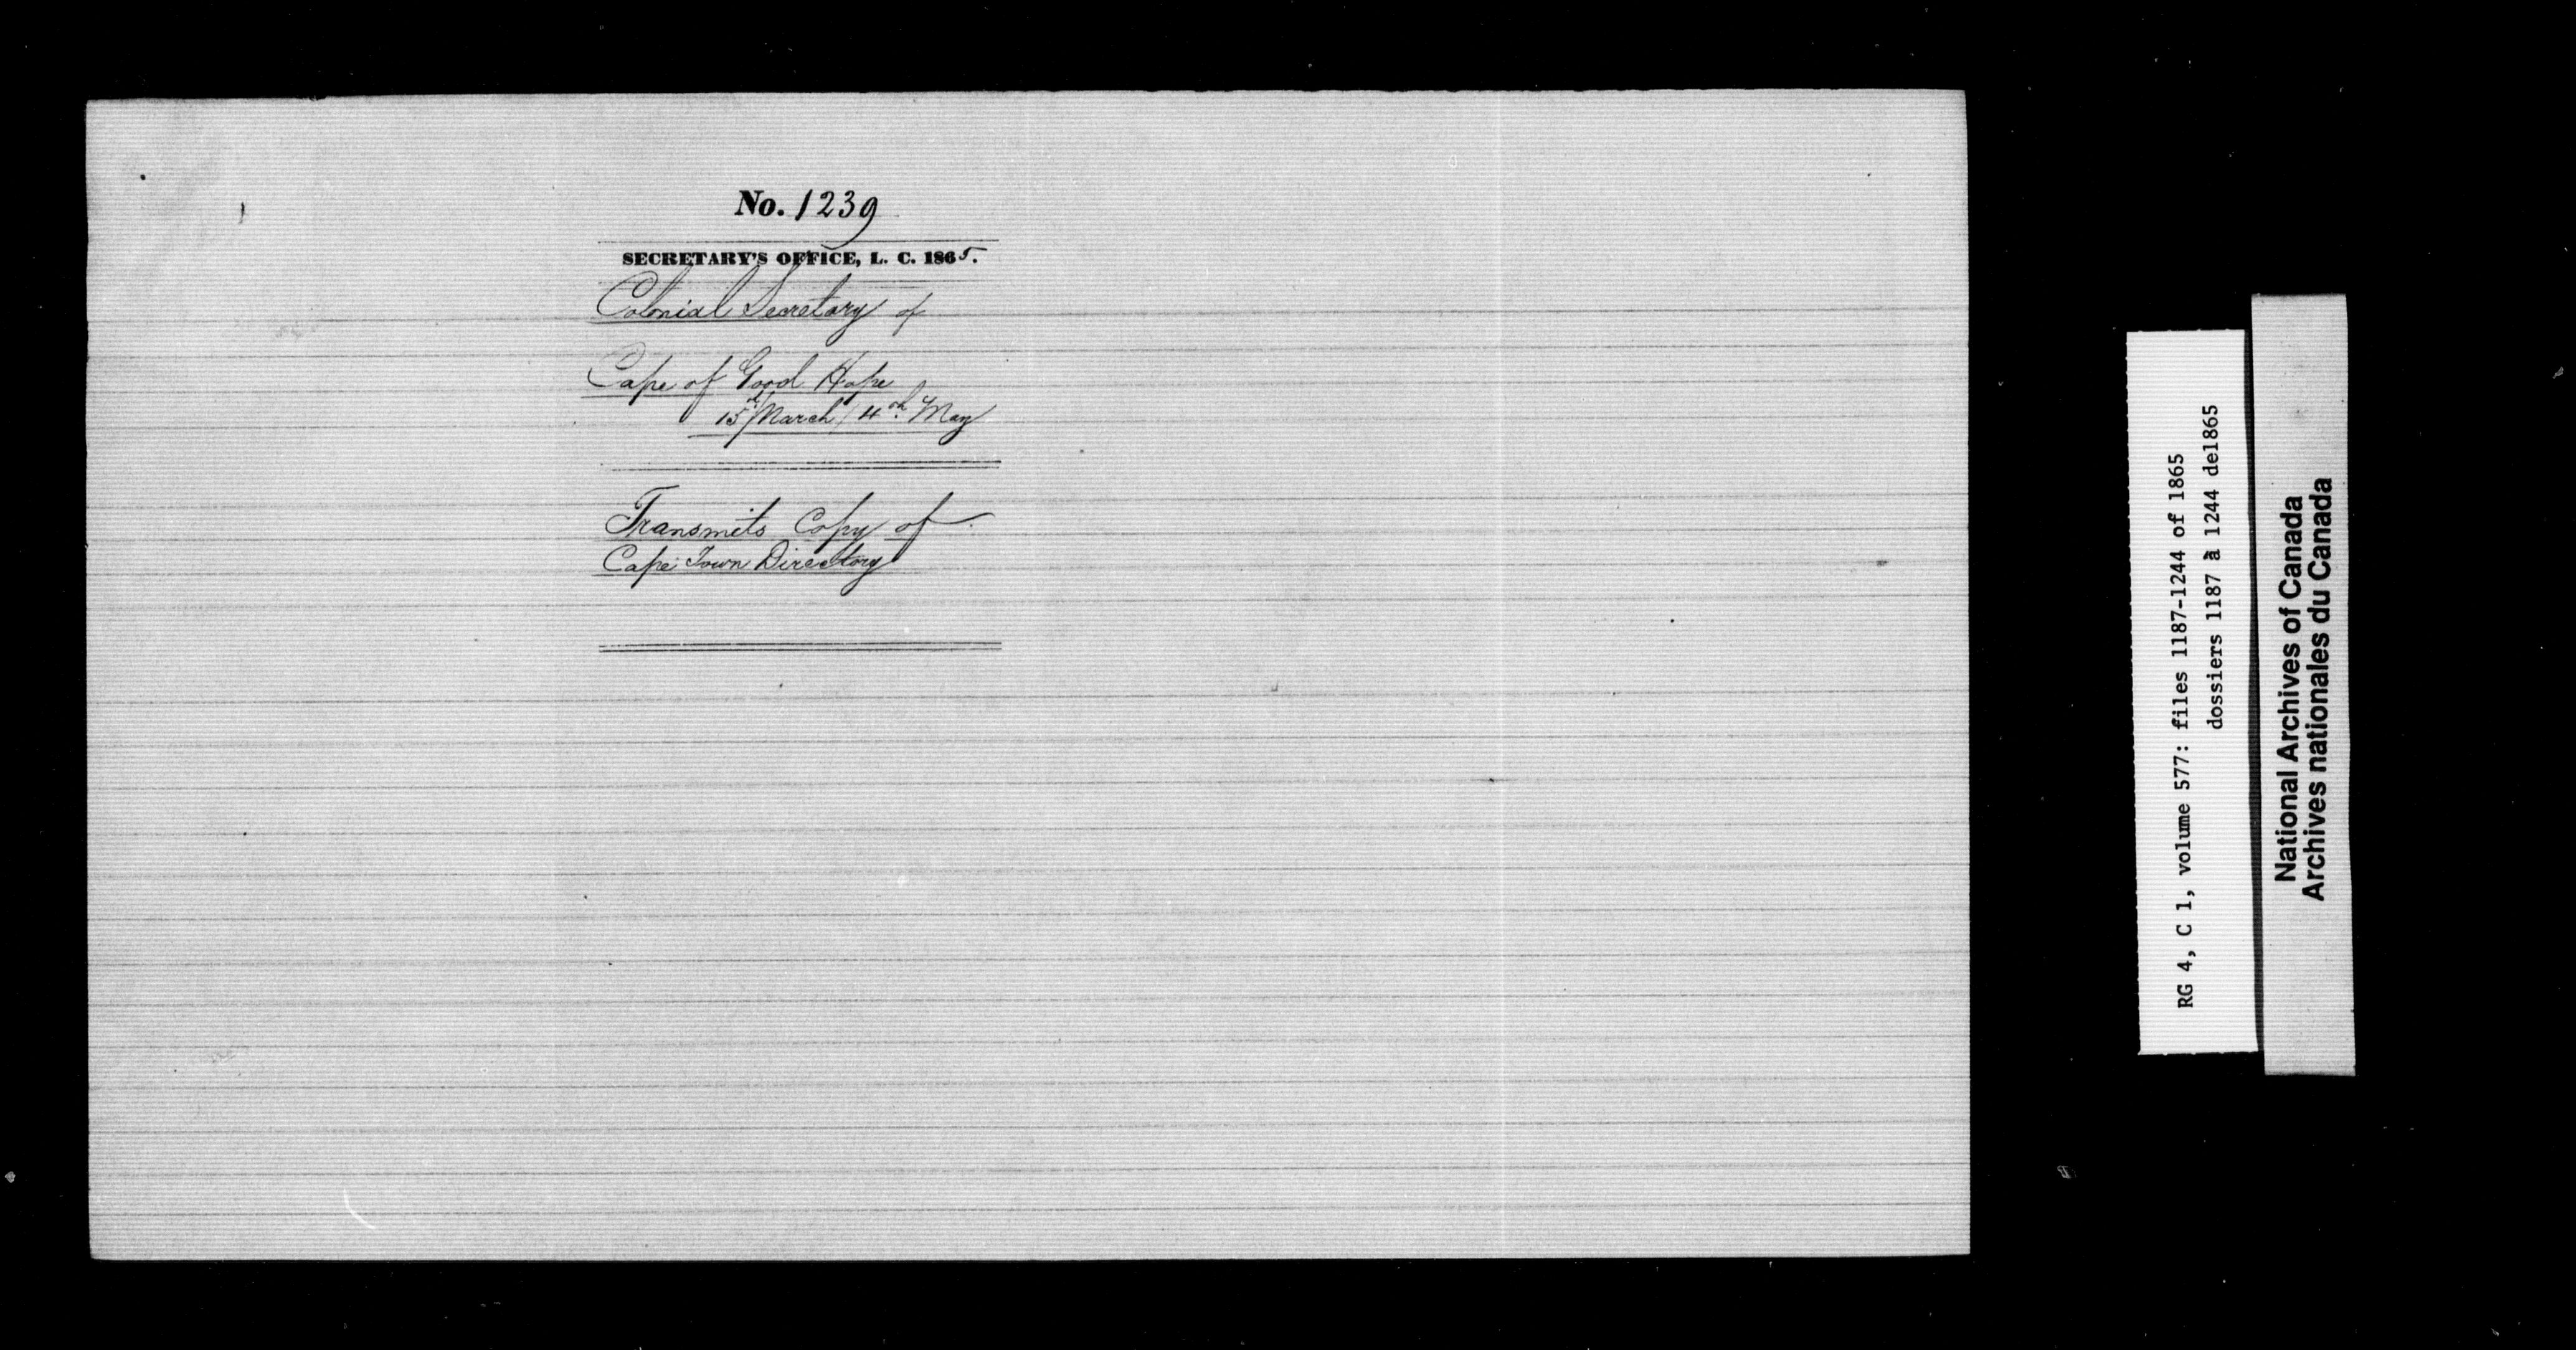 No. 1239
SECRETARY'S OFFICE, L. C. 1865.
Colonial Secretary of
Cape of Good Hope
15th March / 4th May
Transmits Copy of
Cape Town Directory
RG 4, C 1, volume 577: files 1187-1244 of 1865
dossiers 1187 à 1244 de1865
National Archives of Canada
Archives nationales du Canada